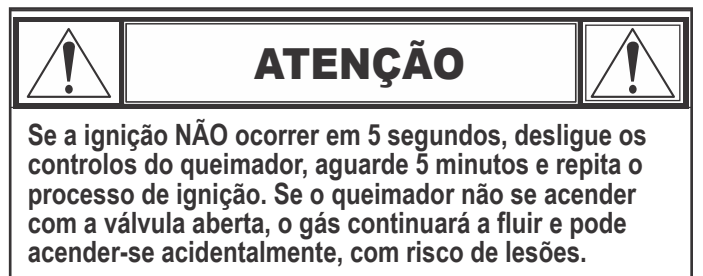 ATENÇÃO
Se a ignição NÃO ocorrer em 5 segundos, desligue os
controlos do queimador, aguarde 5 minutos e repita o
processo de ignição. Se o queimador não se acender
com a válvula aberta, o gás continuará a fluir e pode
acender-se acidentalmente, com risco de lesões.